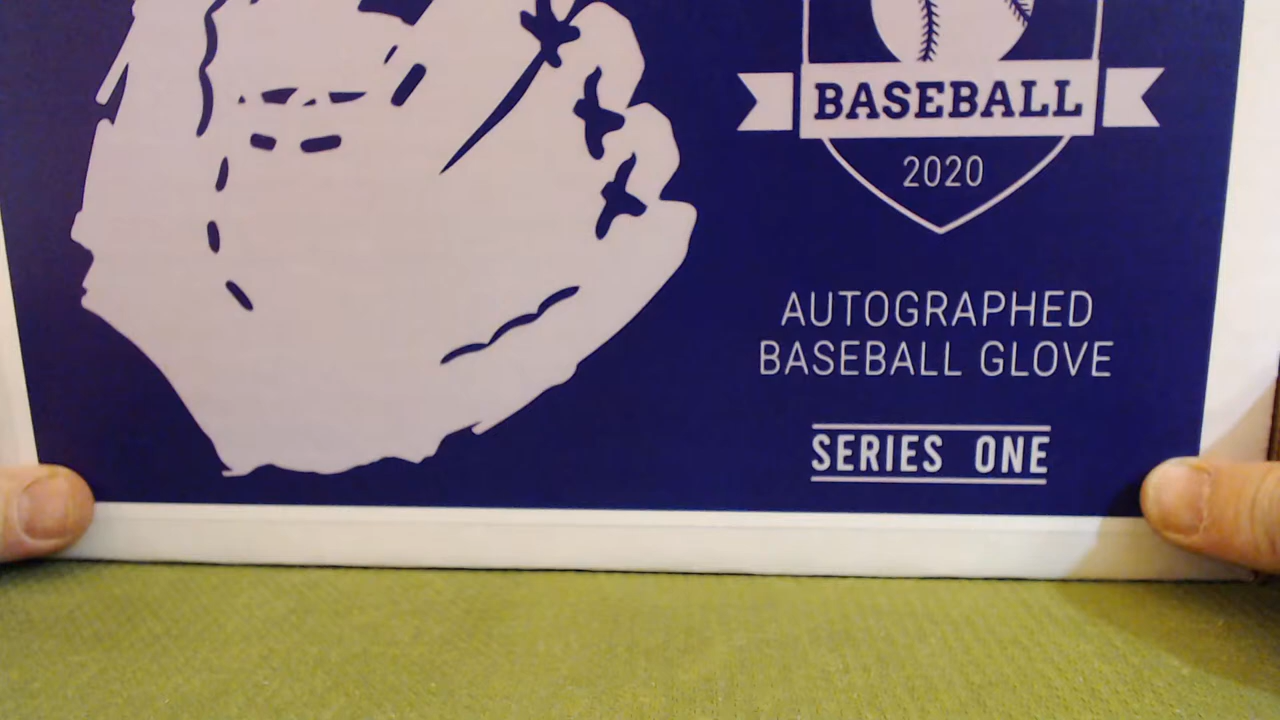 BASEBALL
2020
AUTOGRAPHED
BASEBALL GLOVE
SERIES ONE